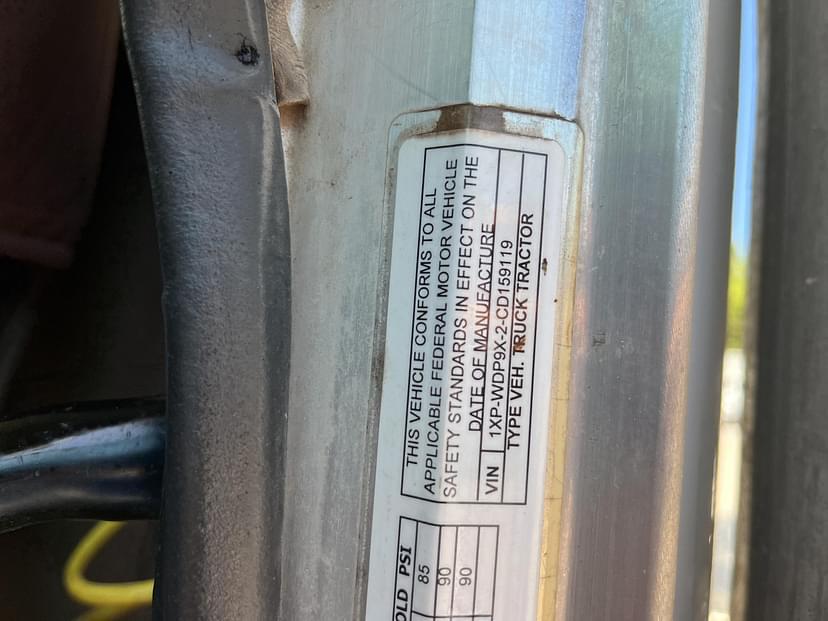 THIS VEHICLE CONFORMS TO ALL
APPLICABLE FEDERAL MOTOR VEHICLE
SAFETY STANDARDS IN EFFECT ON THE
DATE OF MANUFACTURE
VIN 1XP-WDP9X-2-CD159119
TYPE VEH. TRUCK TRACTOR
OLD PSI
85
90
90